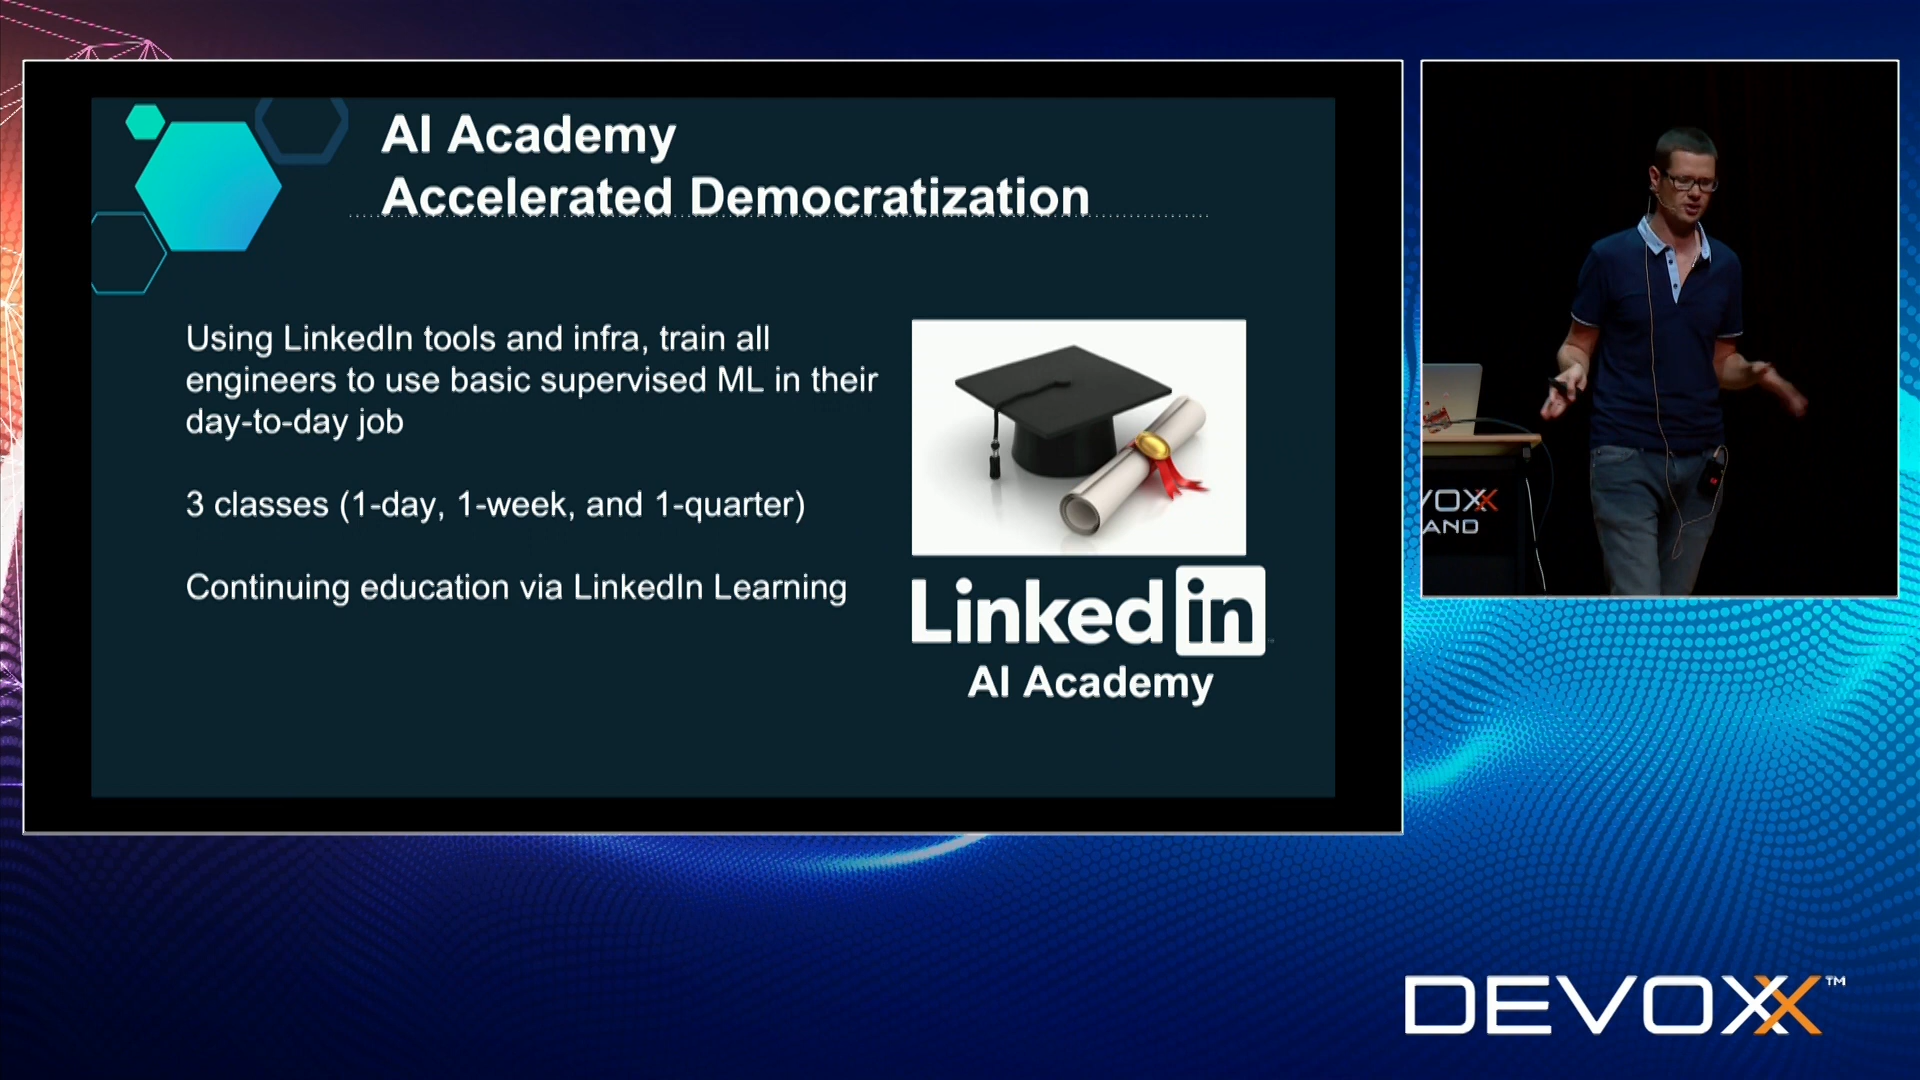 AI Academy
Accelerated Democratization
Using LinkedIn tools and infra, train all
engineers to use basic supervised ML in their
day-to-day job
3 classes (1-day, 1-week, and 1-quarter)
Continuing education via LinkedIn Learning
Linked in
AI Academy
VOXX
AND
DEVOXX™